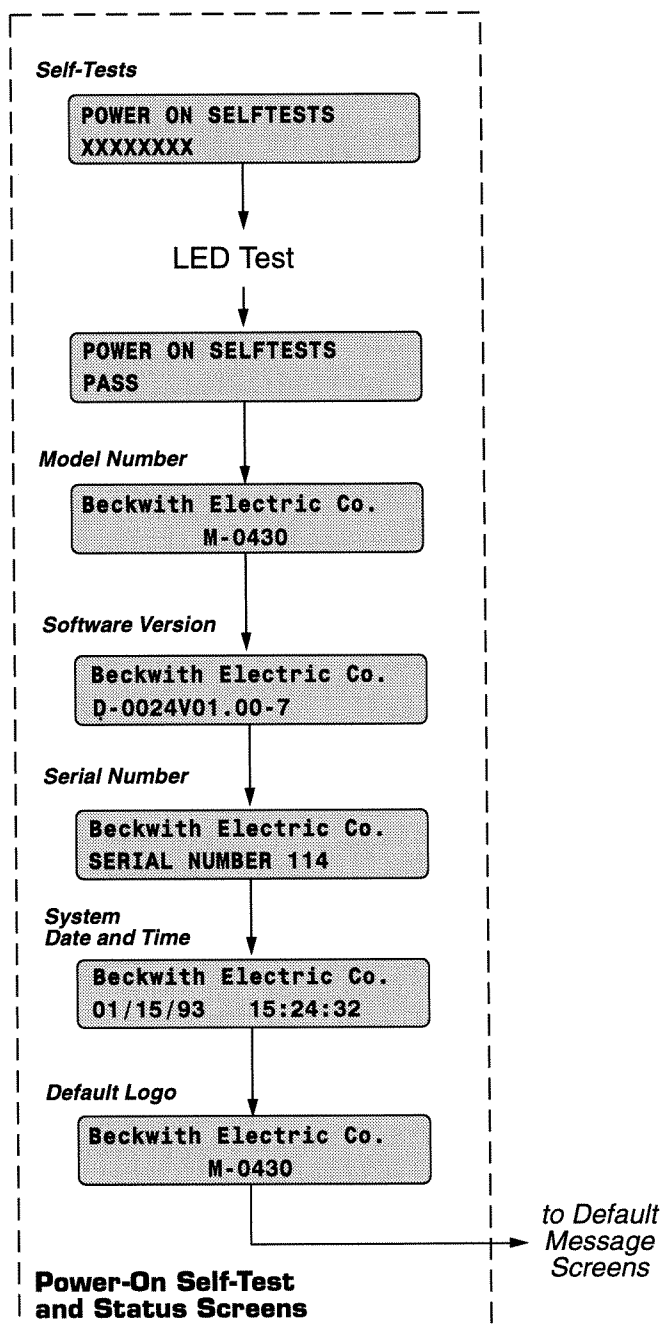 Self-Tests
POWER ON SELFTESTS
XXXXXXXX
LED Test
POWER ON SELFTESTS
PASS
Model Number
Beckwith Electric Co.
M-0430
Software Version
Beckwith Electric Co.
D-0024V01.00-7
Serial Number
Beckwith Electric Co.
SERIAL NUMBER 114
System
Date and Time
Beckwith Electric Co.
01/15/93 15:24:32
Default Logo
Beckwith Electric Co.
M-0430
to Default
Message
Screens
Power-On Self-Test
and Status Screens